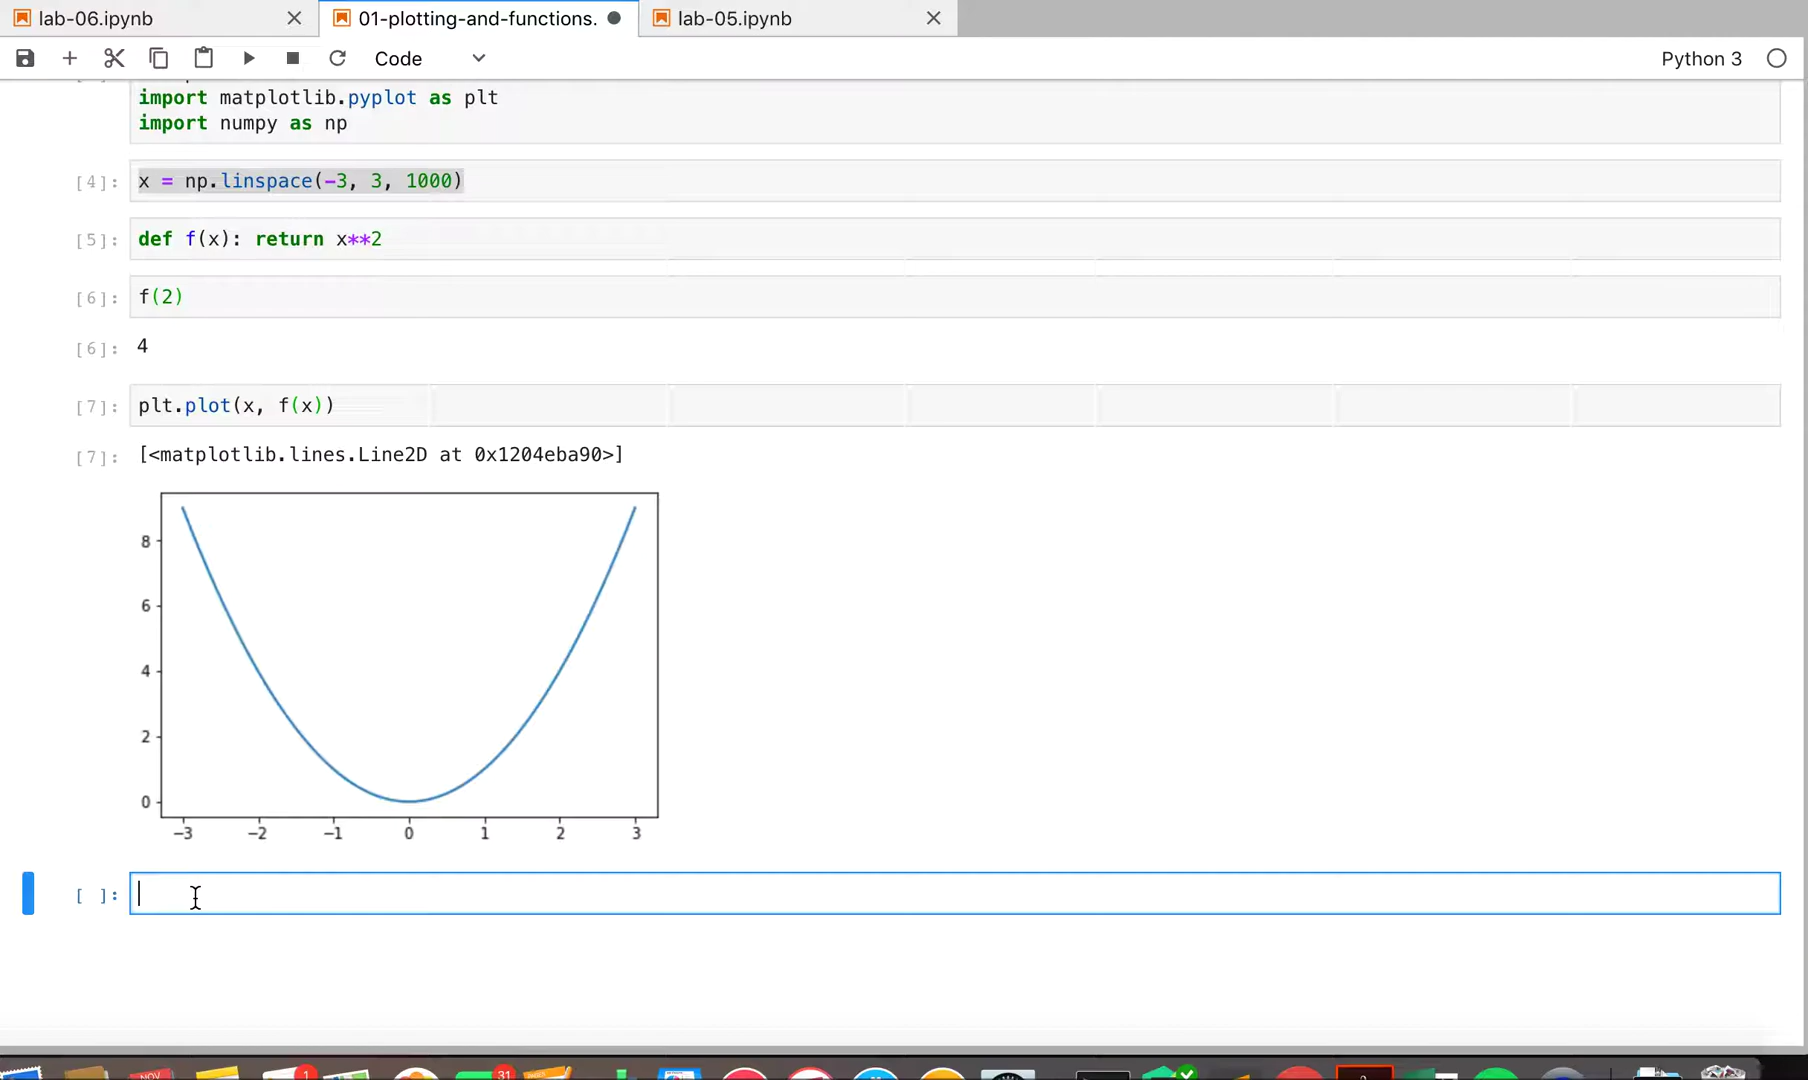 lab-06.ipynb
01-plotting-and-functions.
lab-05.ipynb
Code
Python 3
import matplotlib.pyplot as plt
import numpy as np
[4]:
x = np.linspace(-3, 3, 1000)
[5]:
def f(x): return x**2
[6]:
f(2)
[6]:
4
[7]:
plt.plot(x, f(x))
[7]:
[<matplotlib.lines.Line2D at 0x1204eba90>]
8
6
4
2
0
−3 −2 −1 0 1 2 3
[ ]:
NOV
1
31